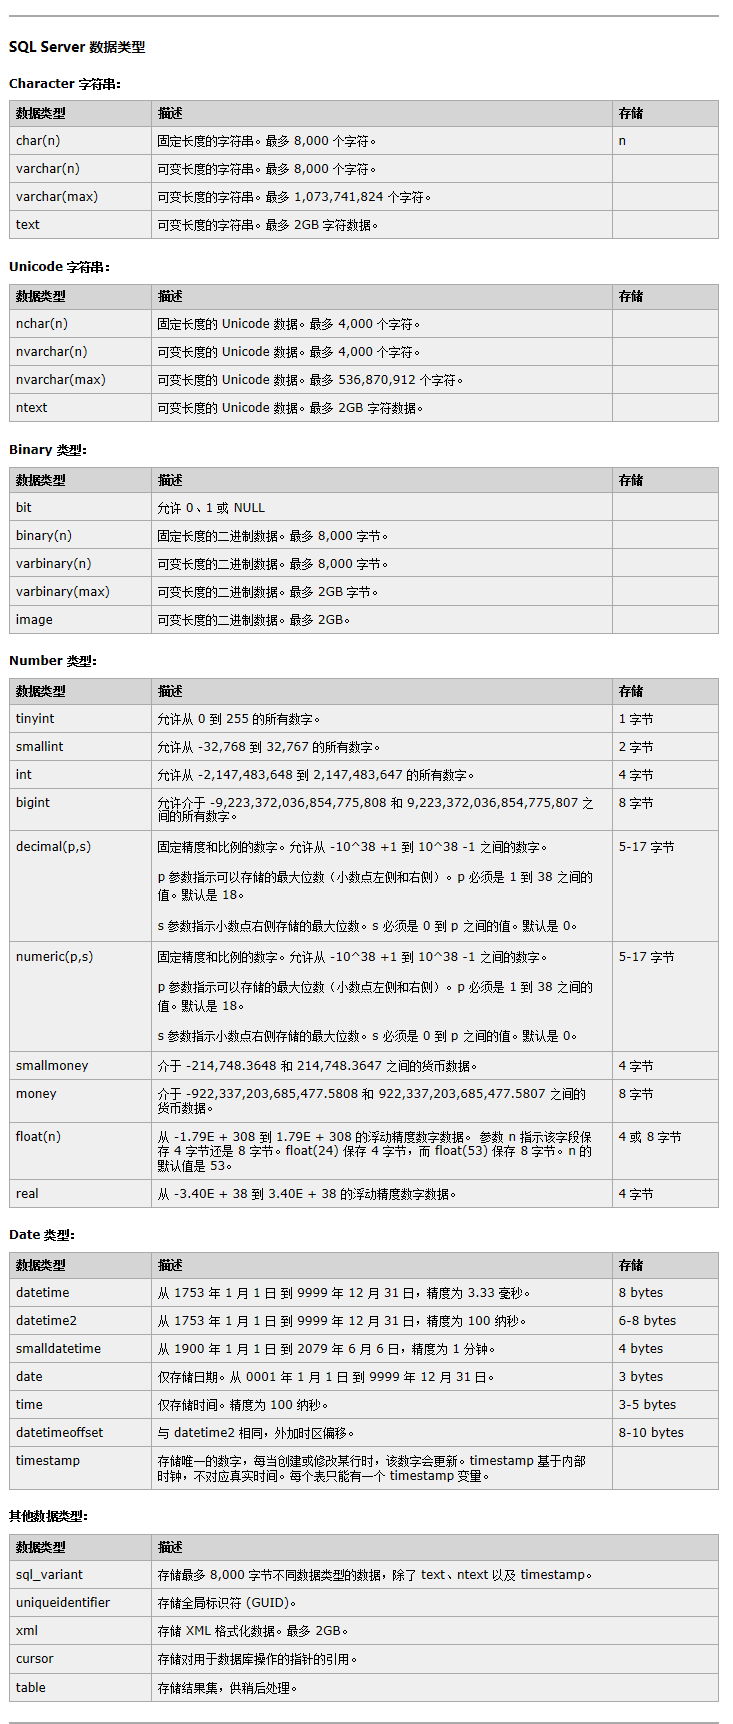 SQL Server 数据类型
Character 字符串：
数据类型 描述 存储
char(n) 固定长度的字符串。最多 8,000 个字符。 n
varchar(n) 可变长度的字符串。最多 8,000 个字符。
varchar(max) 可变长度的字符串。最多 1,073,741,824 个字符。
text 可变长度的字符串。最多 2GB 字符数据。
Unicode 字符串：
数据类型 描述 存储
nchar(n) 固定长度的 Unicode 数据。最多 4,000 个字符。
nvarchar(n) 可变长度的 Unicode 数据。最多 4,000 个字符。
nvarchar(max) 可变长度的 Unicode 数据。最多 536,870,912 个字符。
ntext 可变长度的 Unicode 数据。最多 2GB 字符数据。
Binary 类型：
数据类型 描述 存储
bit 允许 0、1 或 NULL
binary(n) 固定长度的二进制数据。最多 8,000 字节。
varbinary(n) 可变长度的二进制数据。最多 8,000 字节。
varbinary(max) 可变长度的二进制数据。最多 2GB 字节。
image 可变长度的二进制数据。最多 2GB。
Number 类型：
数据类型 描述 存储
tinyint 允许从 0 到 255 的所有数字。 1 字节
smallint 允许从 -32,768 到 32,767 的所有数字。 2 字节
int 允许从 -2,147,483,648 到 2,147,483,647 的所有数字。 4 字节
bigint 允许介于 -9,223,372,036,854,775,808 和 9,223,372,036,854,775,807 之 8 字节
间的所有数字。
decimal(p,s) 固定精度和比例的数字。允许从 -10^38 +1 到 10^38 -1 之间的数字。 5-17 字节
p 参数指示可以存储的最大位数（小数点左侧和右侧）。p 必须是 1 到 38 之间的
值。默认是 18。
s 参数指示小数点右侧存储的最大位数。s 必须是 0 到 p 之间的值。默认是 0。
numeric(p,s) 固定精度和比例的数字。允许从 -10^38 +1 到 10^38 -1 之间的数字。 5-17 字节
p 参数指示可以存储的最大位数（小数点左侧和右侧）。p 必须是 1 到 38 之间的
值。默认是 18。
s 参数指示小数点右侧存储的最大位数。s 必须是 0 到 p 之间的值。默认是 0。
smallmoney 介于 -214,748.3648 和 214,748.3647 之间的货币数据。 4 字节
money 介于 -922,337,203,685,477.5808 和 922,337,203,685,477.5807 之间的 8 字节
货币数据。
float(n) 从 -1.79E + 308 到 1.79E + 308 的浮动精度数字数据。 参数 n 指示该字段保 4 或 8 字节
存 4 字节还是 8 字节。float(24) 保存 4 字节，而 float(53) 保存 8 字节。n 的
默认值是 53。
real 从 -3.40E + 38 到 3.40E + 38 的浮动精度数字数据。 4 字节
Date 类型：
数据类型 描述 存储
datetime 从 1753 年 1 月 1 日 到 9999 年 12 月 31 日，精度为 3.33 毫秒。 8 bytes
datetime2 从 1753 年 1 月 1 日 到 9999 年 12 月 31 日，精度为 100 纳秒。 6-8 bytes
smalldatetime 从 1900 年 1 月 1 日 到 2079 年 6 月 6 日，精度为 1 分钟。 4 bytes
date 仅存储日期。从 0001 年 1 月 1 日 到 9999 年 12 月 31 日。 3 bytes
time 仅存储时间。精度为 100 纳秒。 3-5 bytes
datetimeoffset 与 datetime2 相同，外加时区偏移。 8-10 bytes
timestamp 存储唯一的数字，每当创建或修改某行时，该数字会更新。timestamp 基于内部
时钟，不对应真实时间。每个表只能有一个 timestamp 变量。
其他数据类型：
数据类型 描述
sql_variant 存储最多 8,000 字节不同数据类型的数据，除了 text、ntext 以及 timestamp。
uniqueidentifier 存储全局标识符 (GUID)。
xml 存储 XML 格式化数据。最多 2GB。
cursor 存储对用于数据库操作的指针的引用。
table 存储结果集，供稍后处理。